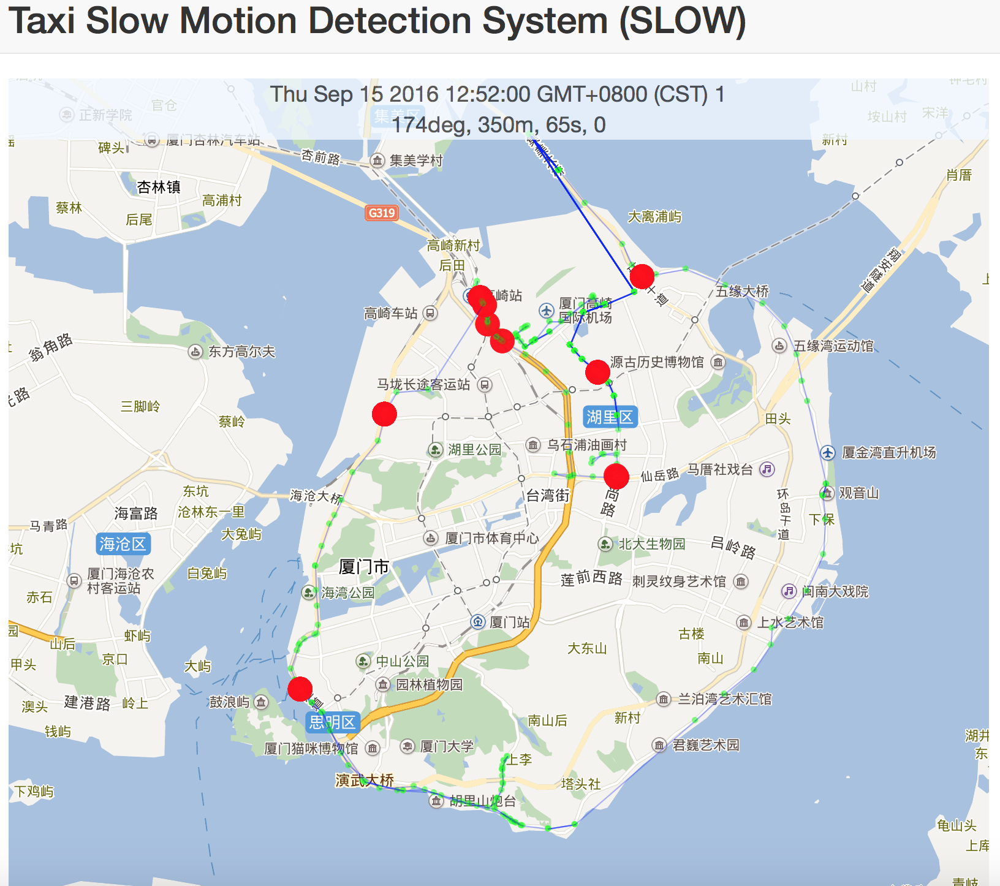 Taxi Slow Motion Detection System (SLOW)
Thu Sep 15 2016 12:52:00 GMT+0800 (CST) 1
174deg, 350m, 65s, 0
山村
官仓
正新学院
集美区
垵山村
宋洋
厦门杏林汽车站
碑头
新村
杏前路
集美学村
肖厝
杏林镇
高浦村
蔡林
后尾
G319
大离浦屿
高崎新村
后田
翔安隧道
五缘大桥
高崎车站
厦门高崎
国际机场
翁角路
东方高尔夫
五缘湾运动馆
源古历史博物馆
马垅长途客运站
三脚岭
蔡岭
湖里区
田头
湖里公园
乌石浦油画村
厦金湾直升机场
仙岳路
马厝社戏台
东坑
海沧大桥
台湾街
观音山
海富路
沧林东一里
环岛干道
下保
马青路
大兔屿
海沧区
厦门市体育中心
北大生物园
吕岭路
厦门市
白兔屿
厦门海沧农
村客运站
莲前西路
刺灵纹身艺术馆
赤石
海湾公园
闽南大戏院
厦门站
上水艺术馆
虾屿
山后
古楼
大东山
京口
甲头
大屿
中山公园
南山
园林植物园
建港路
岭上
澳头
鼓浪屿
兰泊湾艺术汇馆
思明区
南山后
新村
钱屿
厦门猫咪博物馆
厦门大学
君巍艺术园
上李
演武大桥
塔头社
下鸡屿
胡里山炮台
龟山头
上库